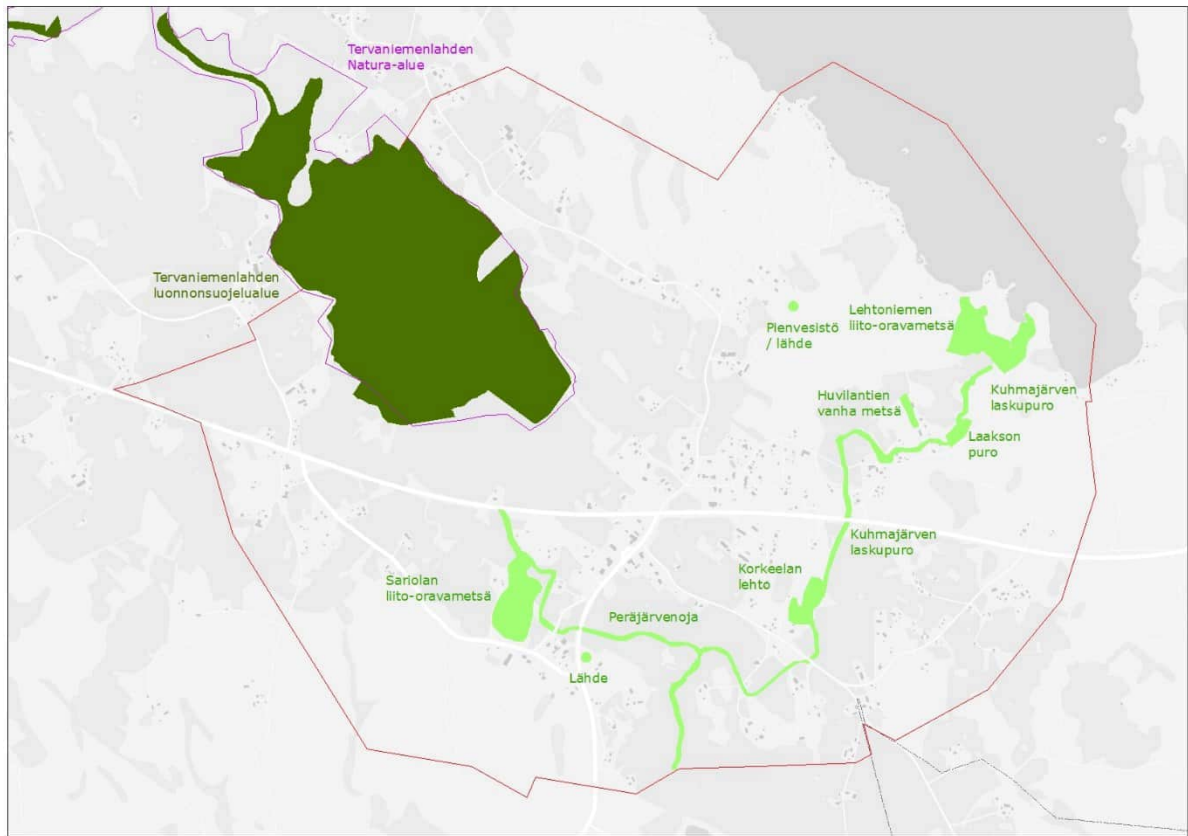 Tervaniemenlahden
Natura-alue
Tervaniemenlahden
luonnonsuojelualue
Pienvesistö
/ lähde
Lehtoniemen
liito-oravametsä
Huvilantien
vanha metsä
Kuhmajärven
laskupuro
Laakson
puro
Kuhmajärven
laskupuro
Korkeelan
lehto
Sariolan
liito-oravametsä
Peräjärvenoja
Lähde